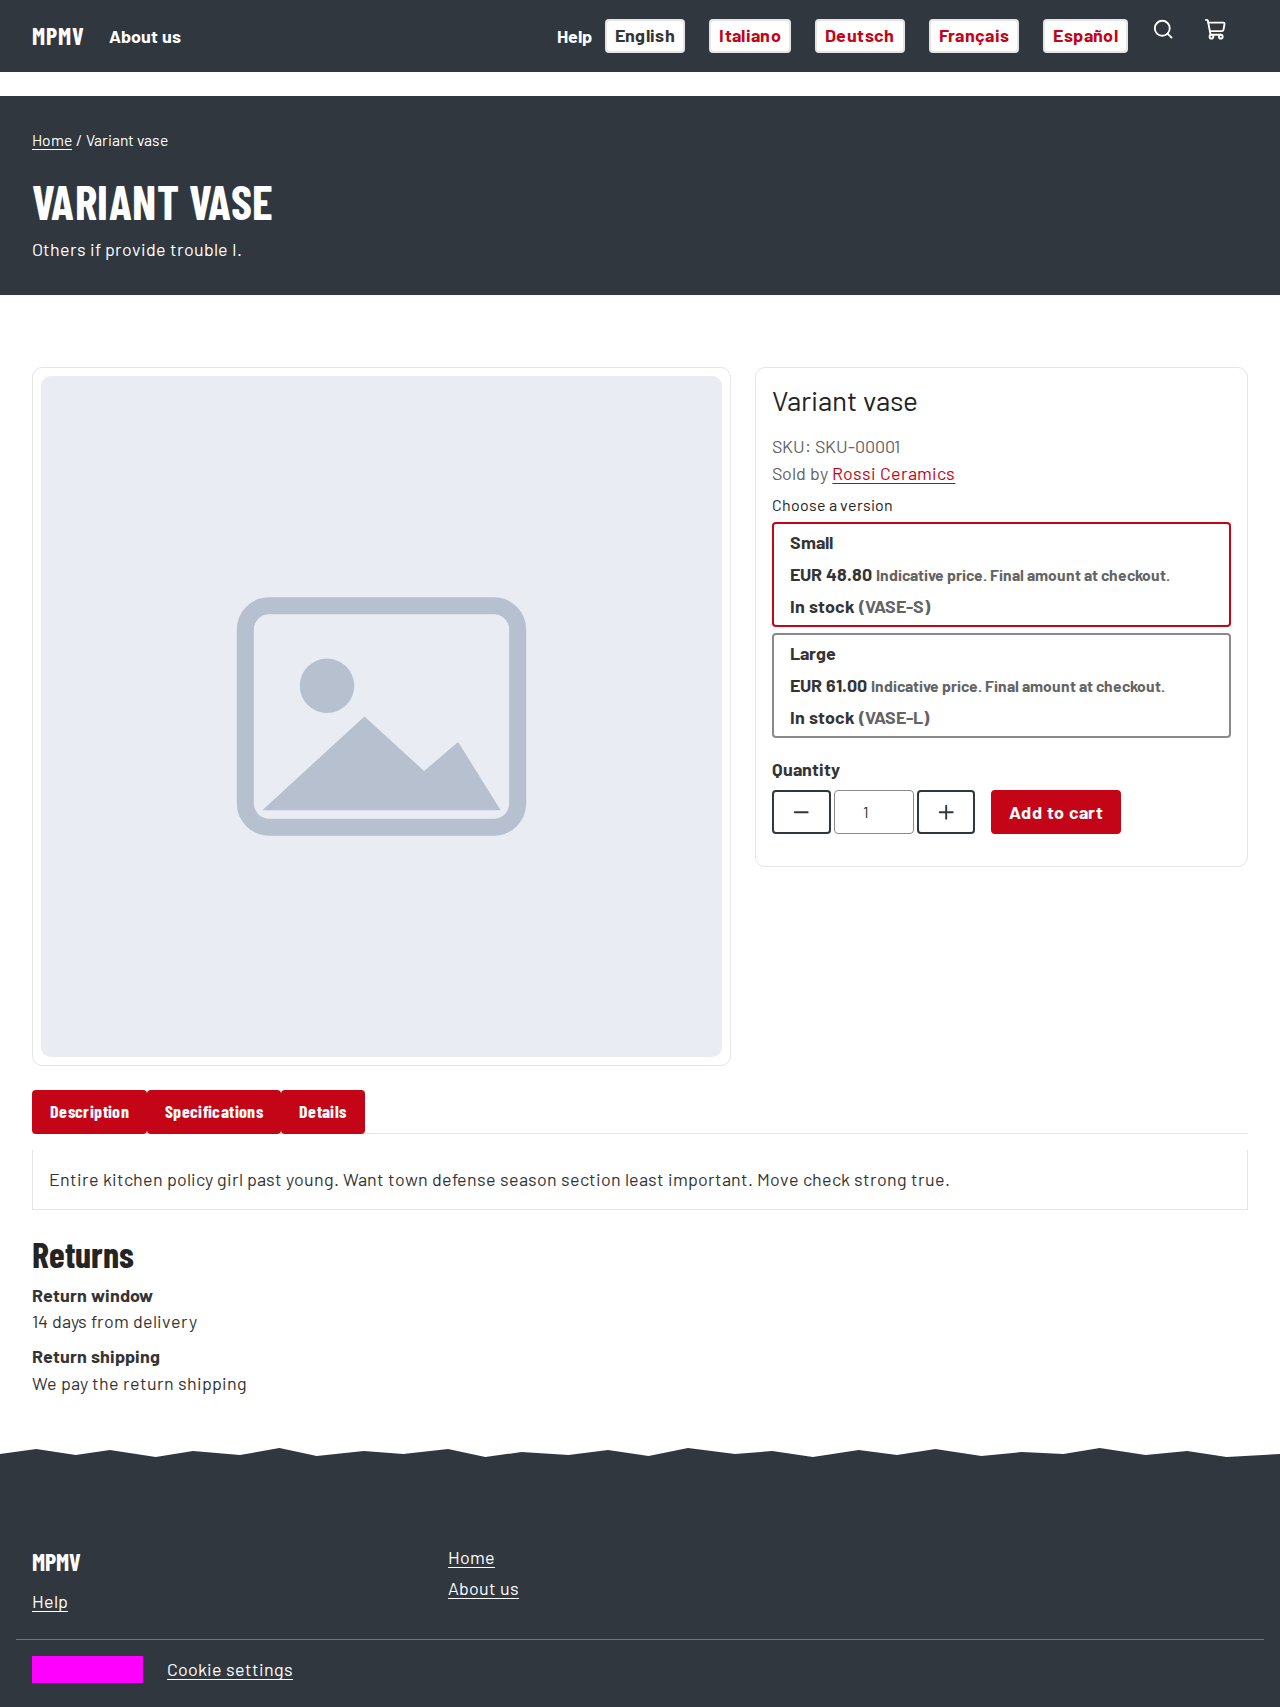 MPMV About us Help English Italiano Deutsch Français Español
Home / Variant vase
VARIANT VASE
Others if provide trouble I.
Variant vase
SKU: SKU-00001
Sold by Rossi Ceramics
Choose a version
Small
EUR 48.80 Indicative price. Final amount at checkout.
In stock (VASE-S)
Large
EUR 61.00 Indicative price. Final amount at checkout.
In stock (VASE-L)
Quantity
1
Add to cart
Description Specifications Details
Entire kitchen policy girl past young. Want town defense season section least important. Move check strong true.
Returns
Return window
14 days from delivery
Return shipping
We pay the return shipping
MPMV
Help
Home
About us
Cookie settings